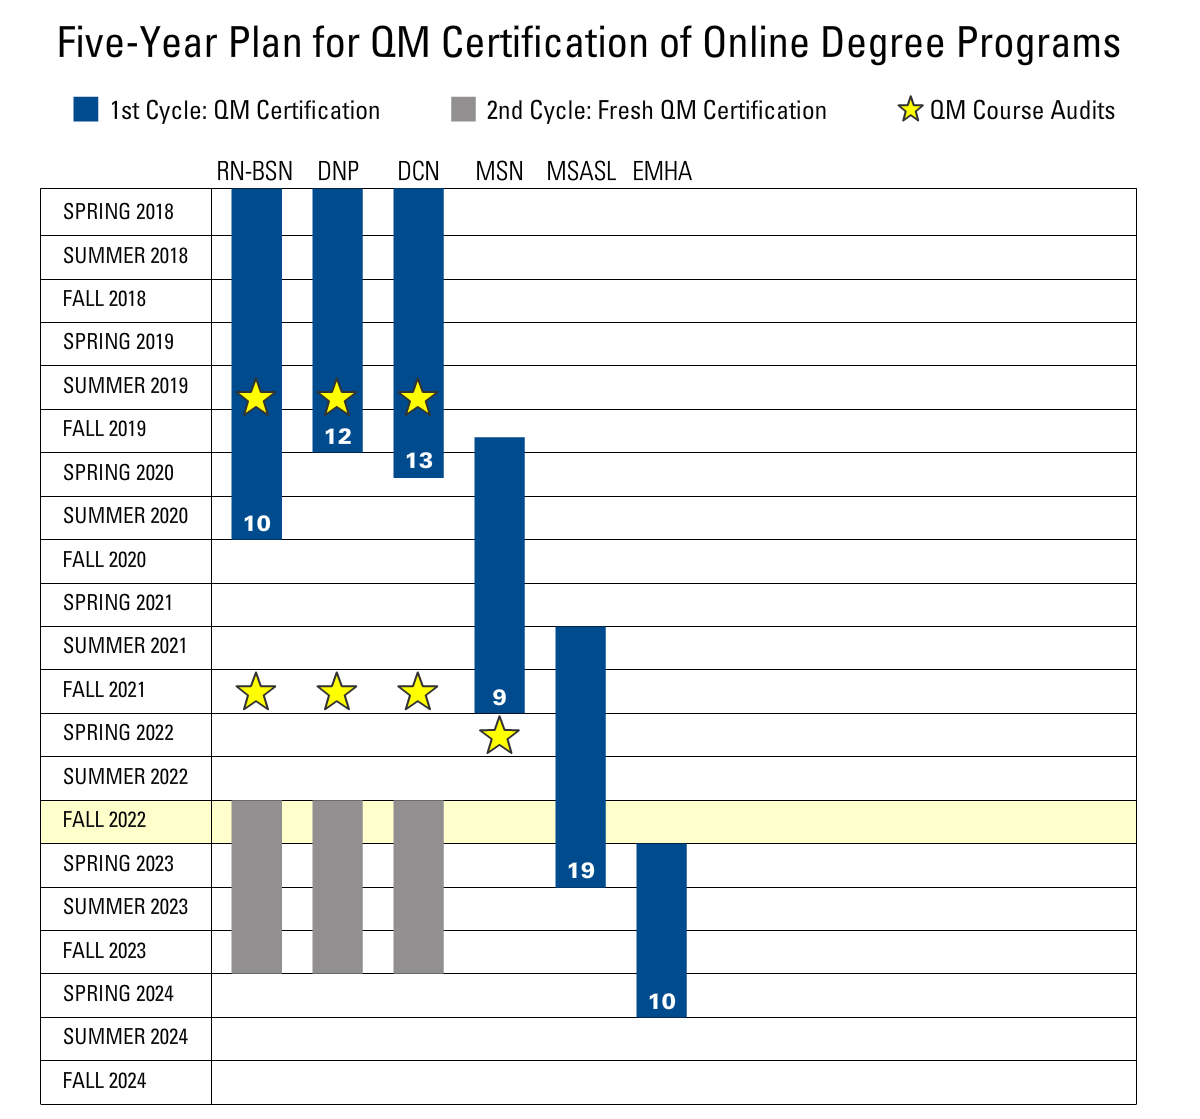 Five-Year Plan for QM Certification of Online Degree Programs
1st Cycle: QM Certification 2nd Cycle: Fresh QM Certification QM Course Audits
RN-BSN DNP DCN MSN MSASL EMHA
SPRING 2018
SUMMER 2018
FALL 2018
SPRING 2019
SUMMER 2019
FALL 2019 12
SPRING 2020 13
SUMMER 2020 10
FALL 2020
SPRING 2021
SUMMER 2021
FALL 2021 9
SPRING 2022
SUMMER 2022
FALL 2022
SPRING 2023 19
SUMMER 2023
FALL 2023
SPRING 2024 10
SUMMER 2024
FALL 2024